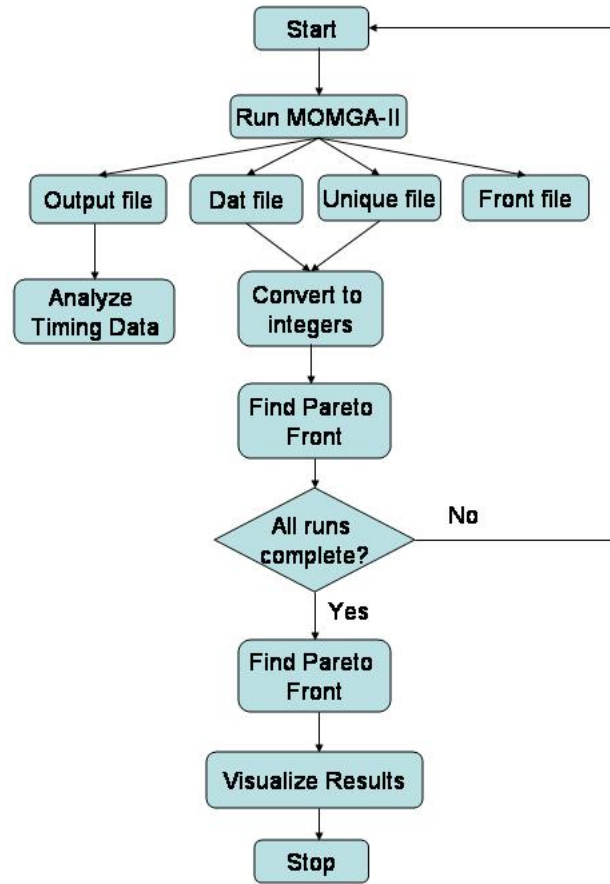 Start
Run MOMGA-II
Output file
Dat file
Unique file
Front file
Analyze
Timing Data
Convert to
integers
Find Pareto
Front
All runs
complete?
No
Yes
Find Pareto
Front
Visualize Results
Stop